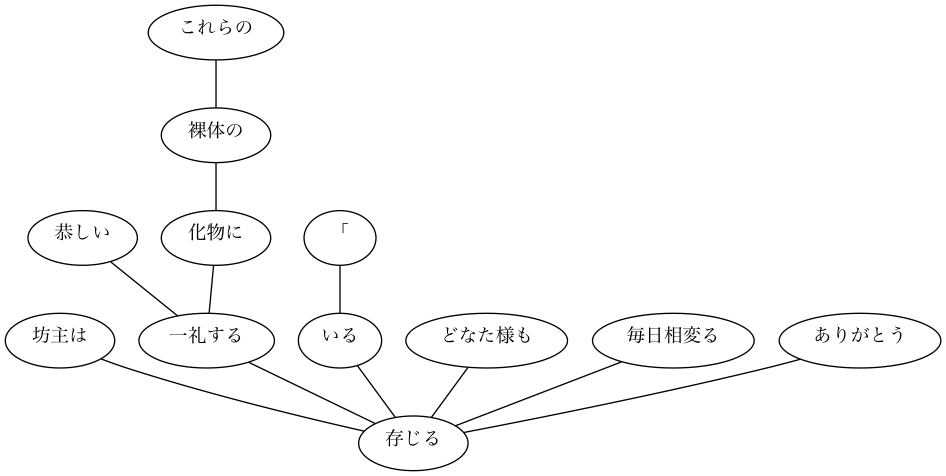 これらの
裸体の
恭しい
化物に
「
坊主は
一礼する
いる
どなた様も
毎日相変る
ありがとう
存じる